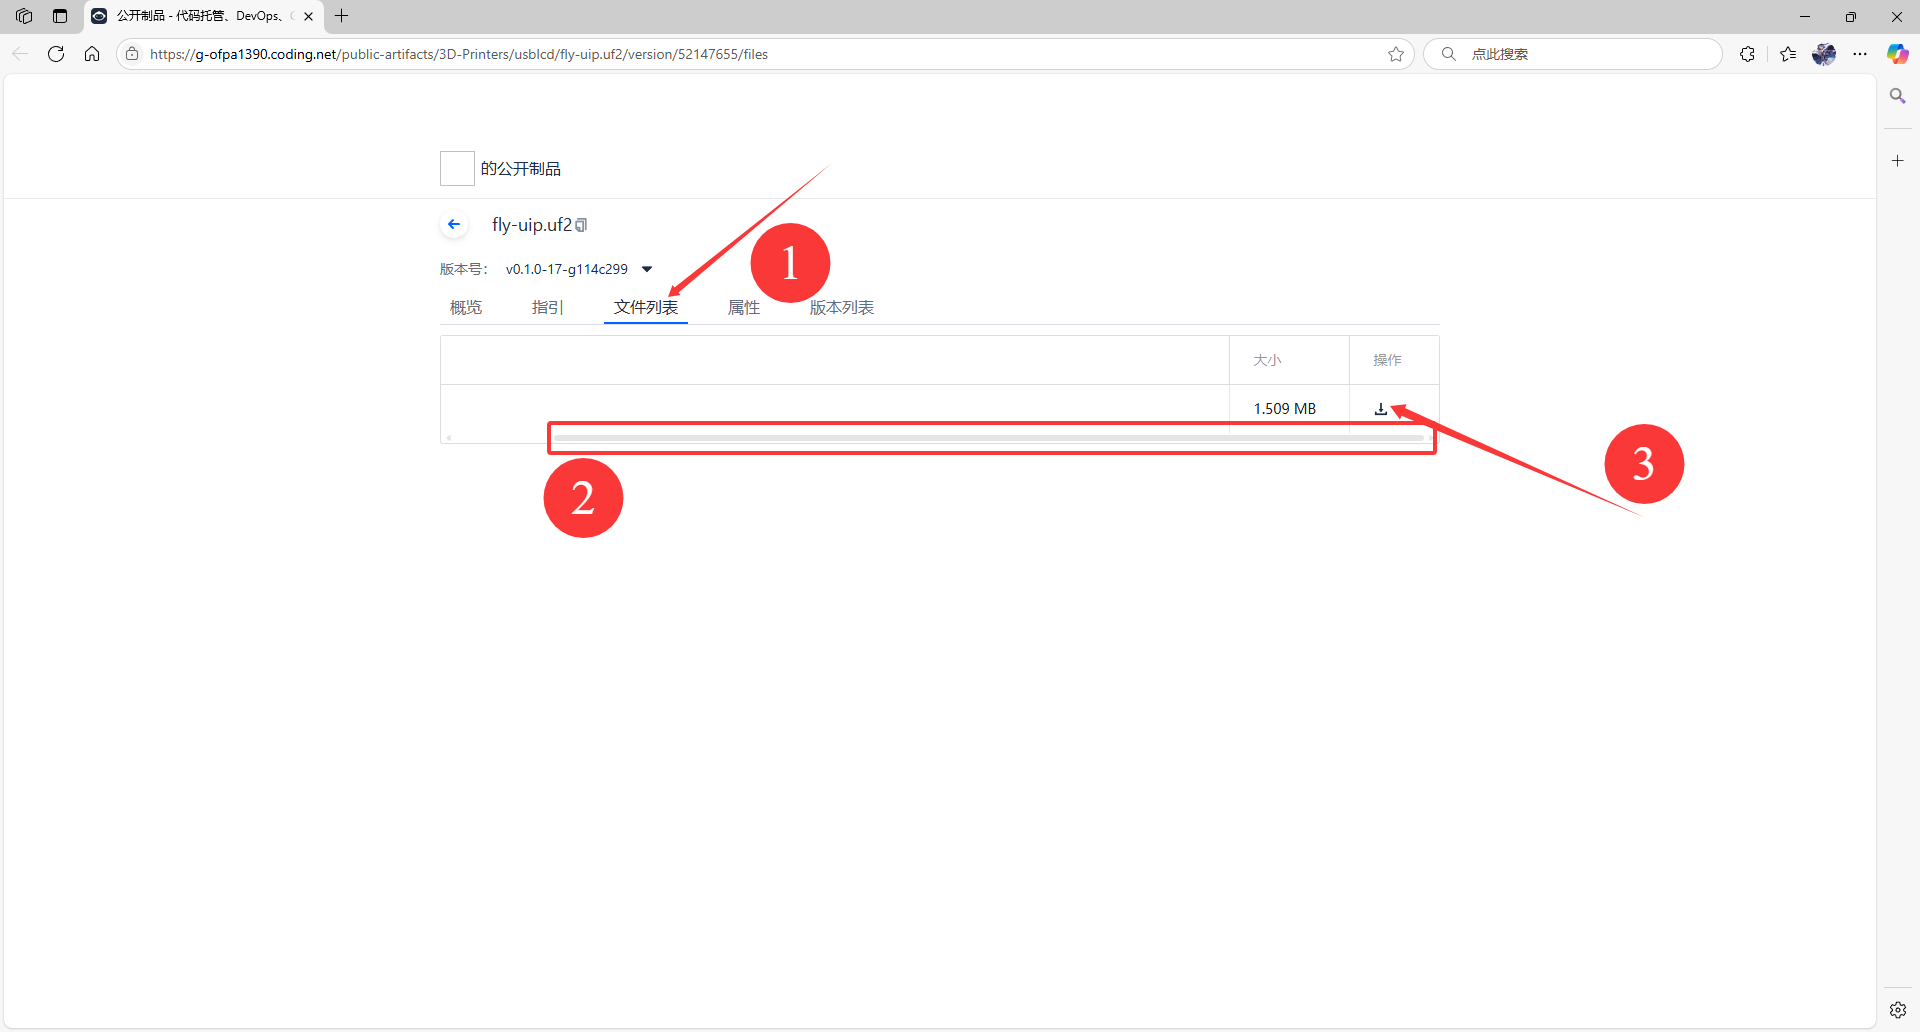 公开制品 - 代码托管、DevOps、
https://g-ofpa1390.coding.net/public-artifacts/3D-Printers/usblcd/fly-uip.uf2/version/52147655/files
点此搜索
的公开制品
fly-uip.uf2
1
版本号： v0.1.0-17-g114c299
概览 指引 文件列表 属性 版本列表
大小 操作
1.509 MB
3
2